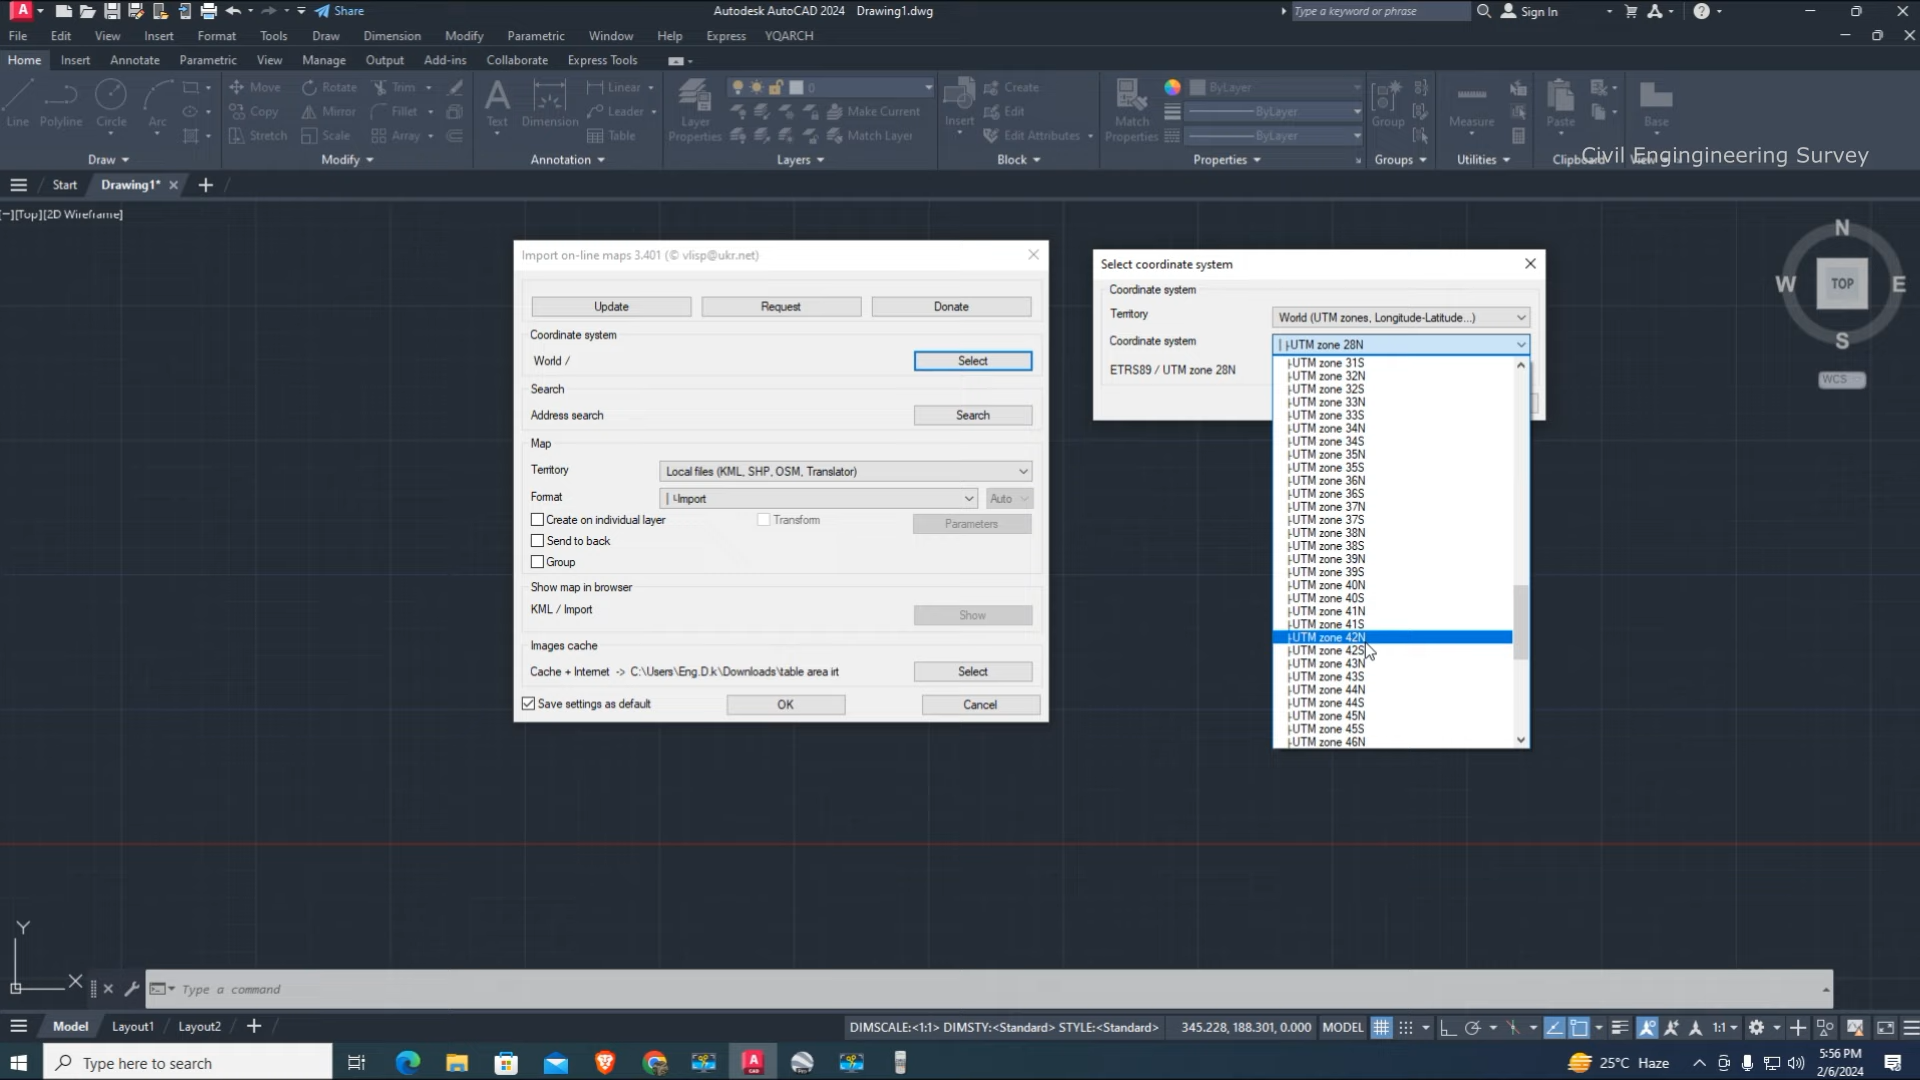 Share
Autodesk AutoCAD 2024 Drawing1.dwg
Type a keyword or phrase
Sign In
File Edit View Insert Format Tools Draw Dimension Modify Parametric Window Help Express YQARCH
Home Insert Annotate Parametric View Manage Output Add-ins Collaborate Express Tools
Line Polyline Circle Arc
Move Rotate Trim
Copy Mirror Fillet
Stretch Scale Array
Text Dimension
Linear
Leader
Table
Layer Properties
0
Make Current
Match Layer
Insert
Create
Edit
Edit Attributes
Match Properties
ByLayer
ByLayer
ByLayer
Group
Measure
Paste
Base
Draw Modify Annotation Layers Block Properties Groups Utilities Clipboard View
Civil Engingineering Survey
Start Drawing1*
[−][Top][2D Wireframe]
N
W TOP E
S
WCS
Import on-line maps 3.401 (© vlisp@ukr.net)
Update Request Donate
Coordinate system
World / Select
Search
Address search Search
Map
Territory Local files (KML, SHP, OSM, Translator)
Format Import Auto
Create on individual layer Transform Parameters
Send to back
Group
Show map in browser
KML / Import Show
Images cache
Cache + Internet -> C:\Users\Eng.D.k\Downloads\table area irt Select
Save settings as default OK Cancel
Select coordinate system
Coordinate system
Territory World (UTM zones, Longitude-Latitude...)
Coordinate system UTM zone 28N
ETRS89 / UTM zone 28N
UTM zone 31S
UTM zone 32N
UTM zone 32S
UTM zone 33N
UTM zone 33S
UTM zone 34N
UTM zone 34S
UTM zone 35N
UTM zone 35S
UTM zone 36N
UTM zone 36S
UTM zone 37N
UTM zone 37S
UTM zone 38N
UTM zone 38S
UTM zone 39N
UTM zone 39S
UTM zone 40N
UTM zone 40S
UTM zone 41N
UTM zone 41S
UTM zone 42N
UTM zone 42S
UTM zone 43N
UTM zone 43S
UTM zone 44N
UTM zone 44S
UTM zone 45N
UTM zone 45S
UTM zone 46N
Y
X
Type a command
Model Layout1 Layout2
DIMSCALE:<1:1> DIMSTY:<Standard> STYLE:<Standard> 345.228, 188.301, 0.000 MODEL 1:1
Type here to search
25°C Haze
5:56 PM
2/6/2024